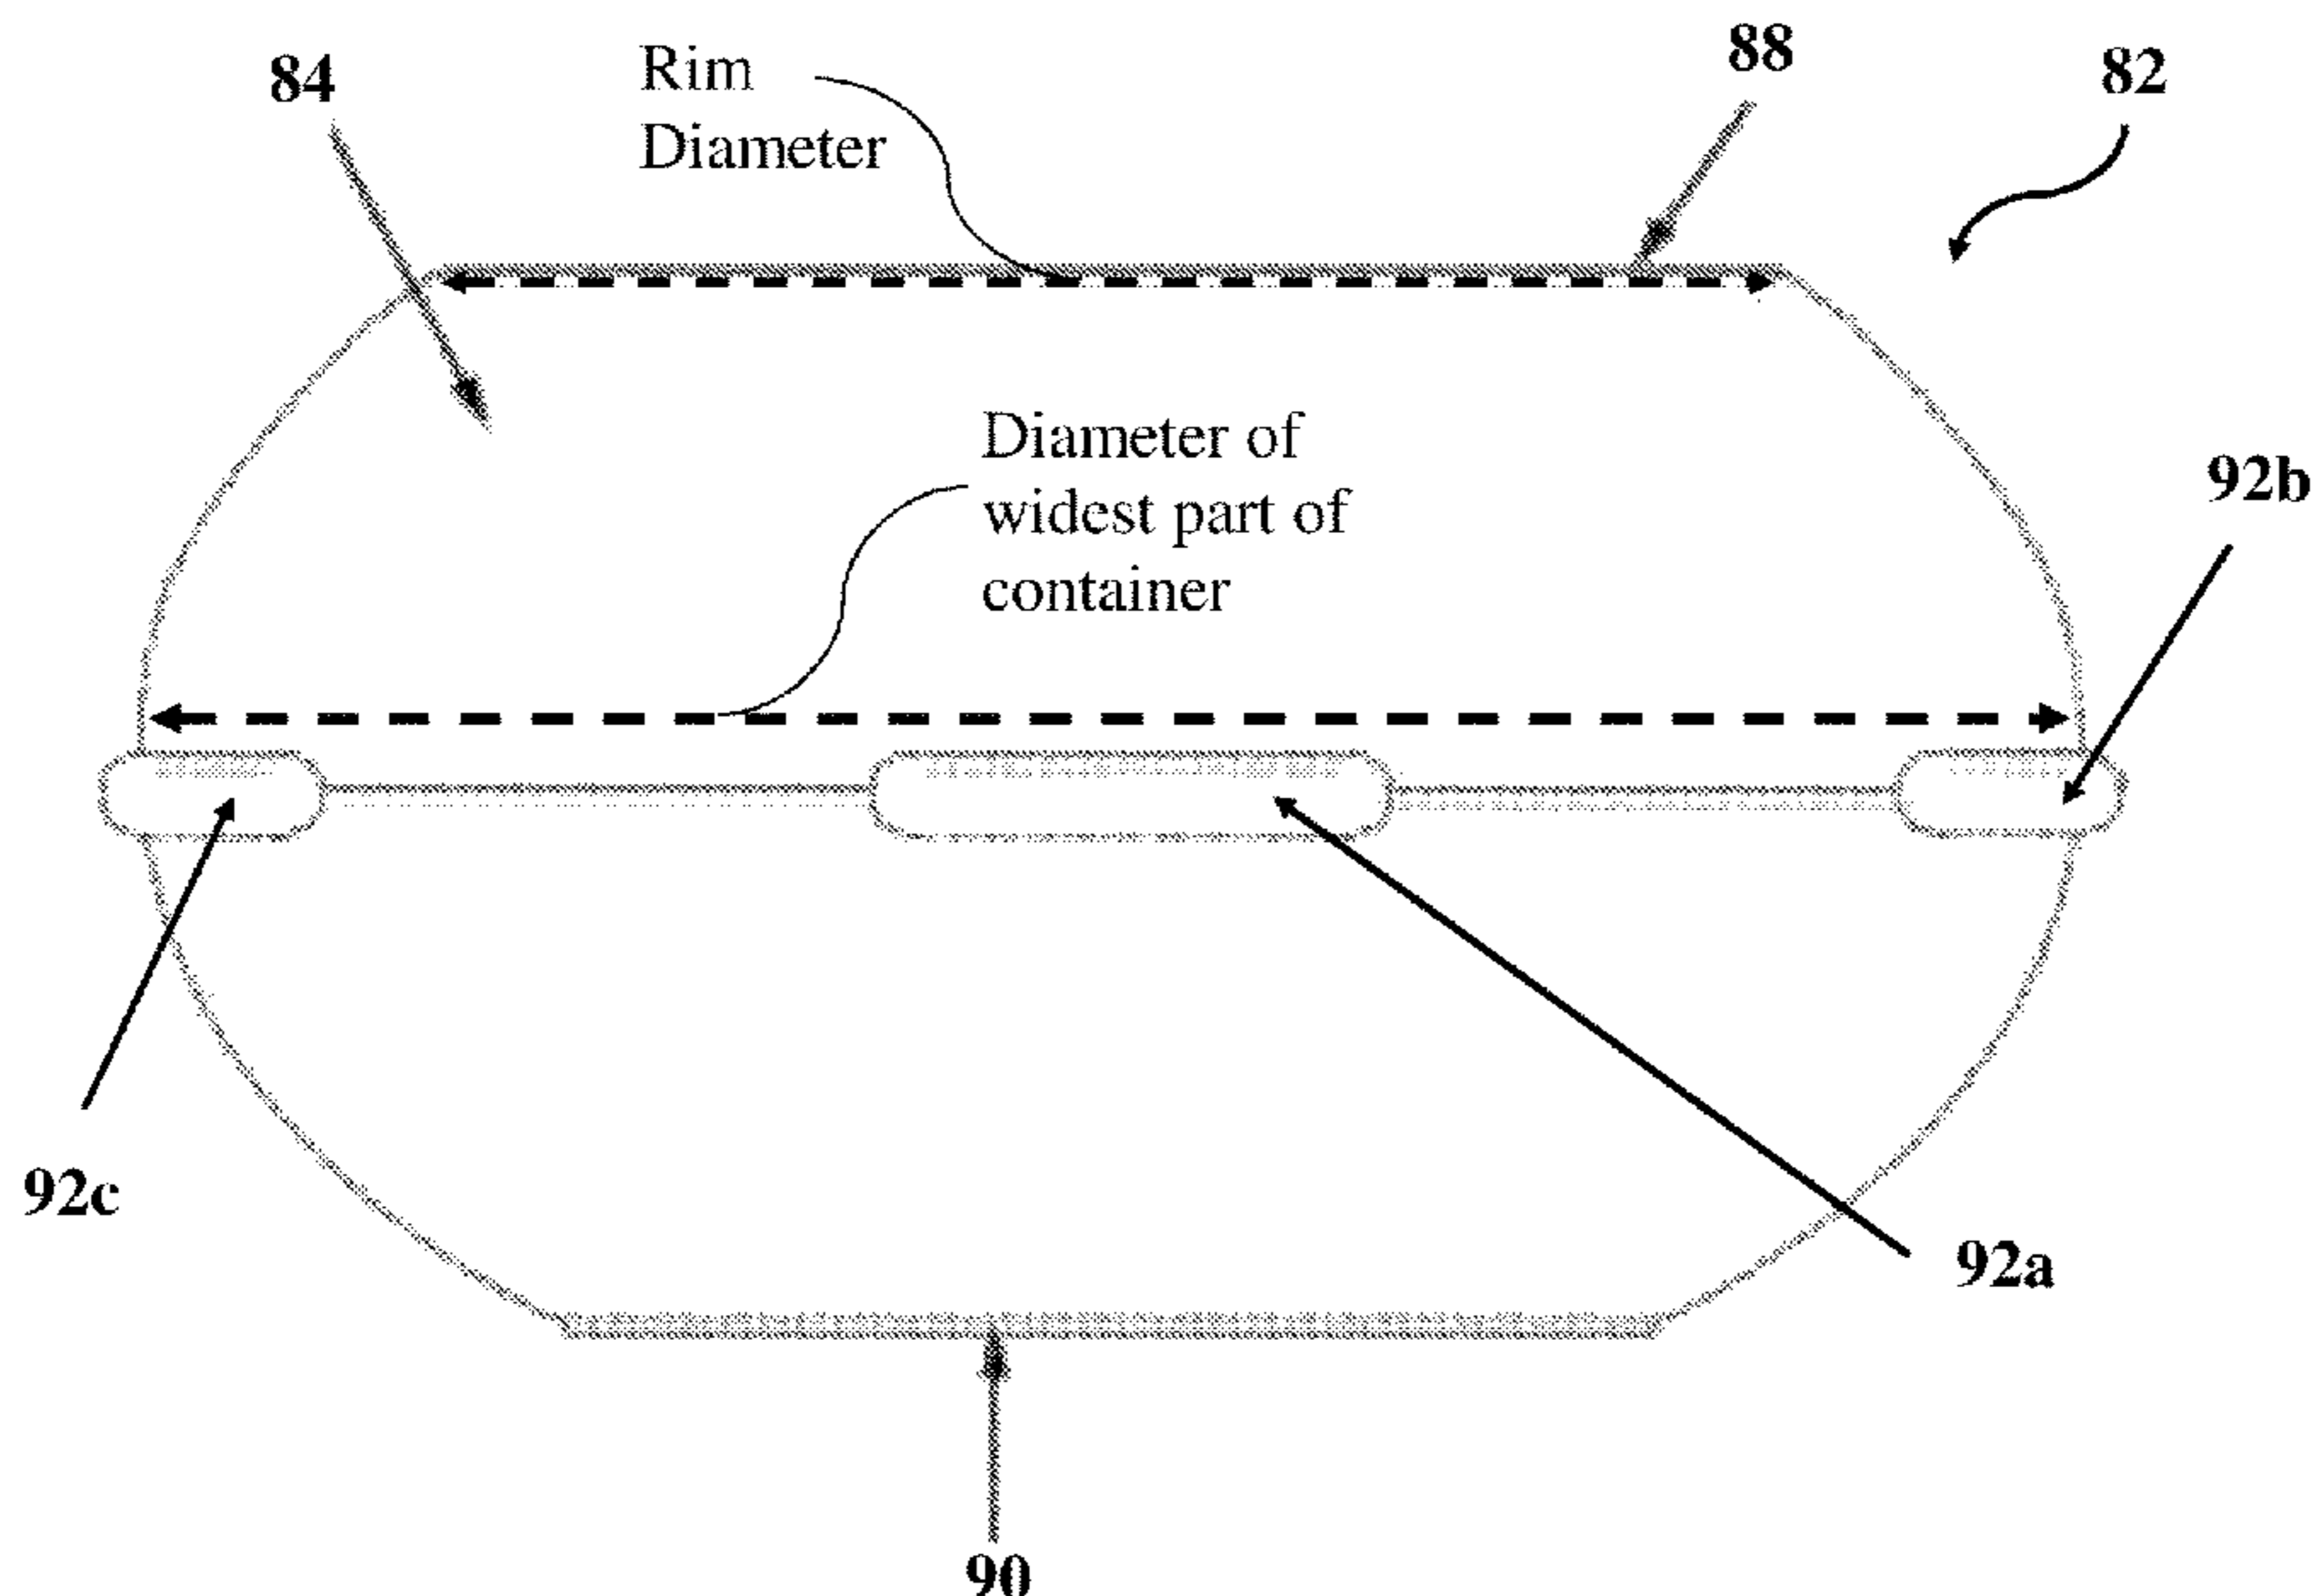 84
Rim
Diameter
88
82
Diameter of
widest part of
container
92b
92c
92a
90